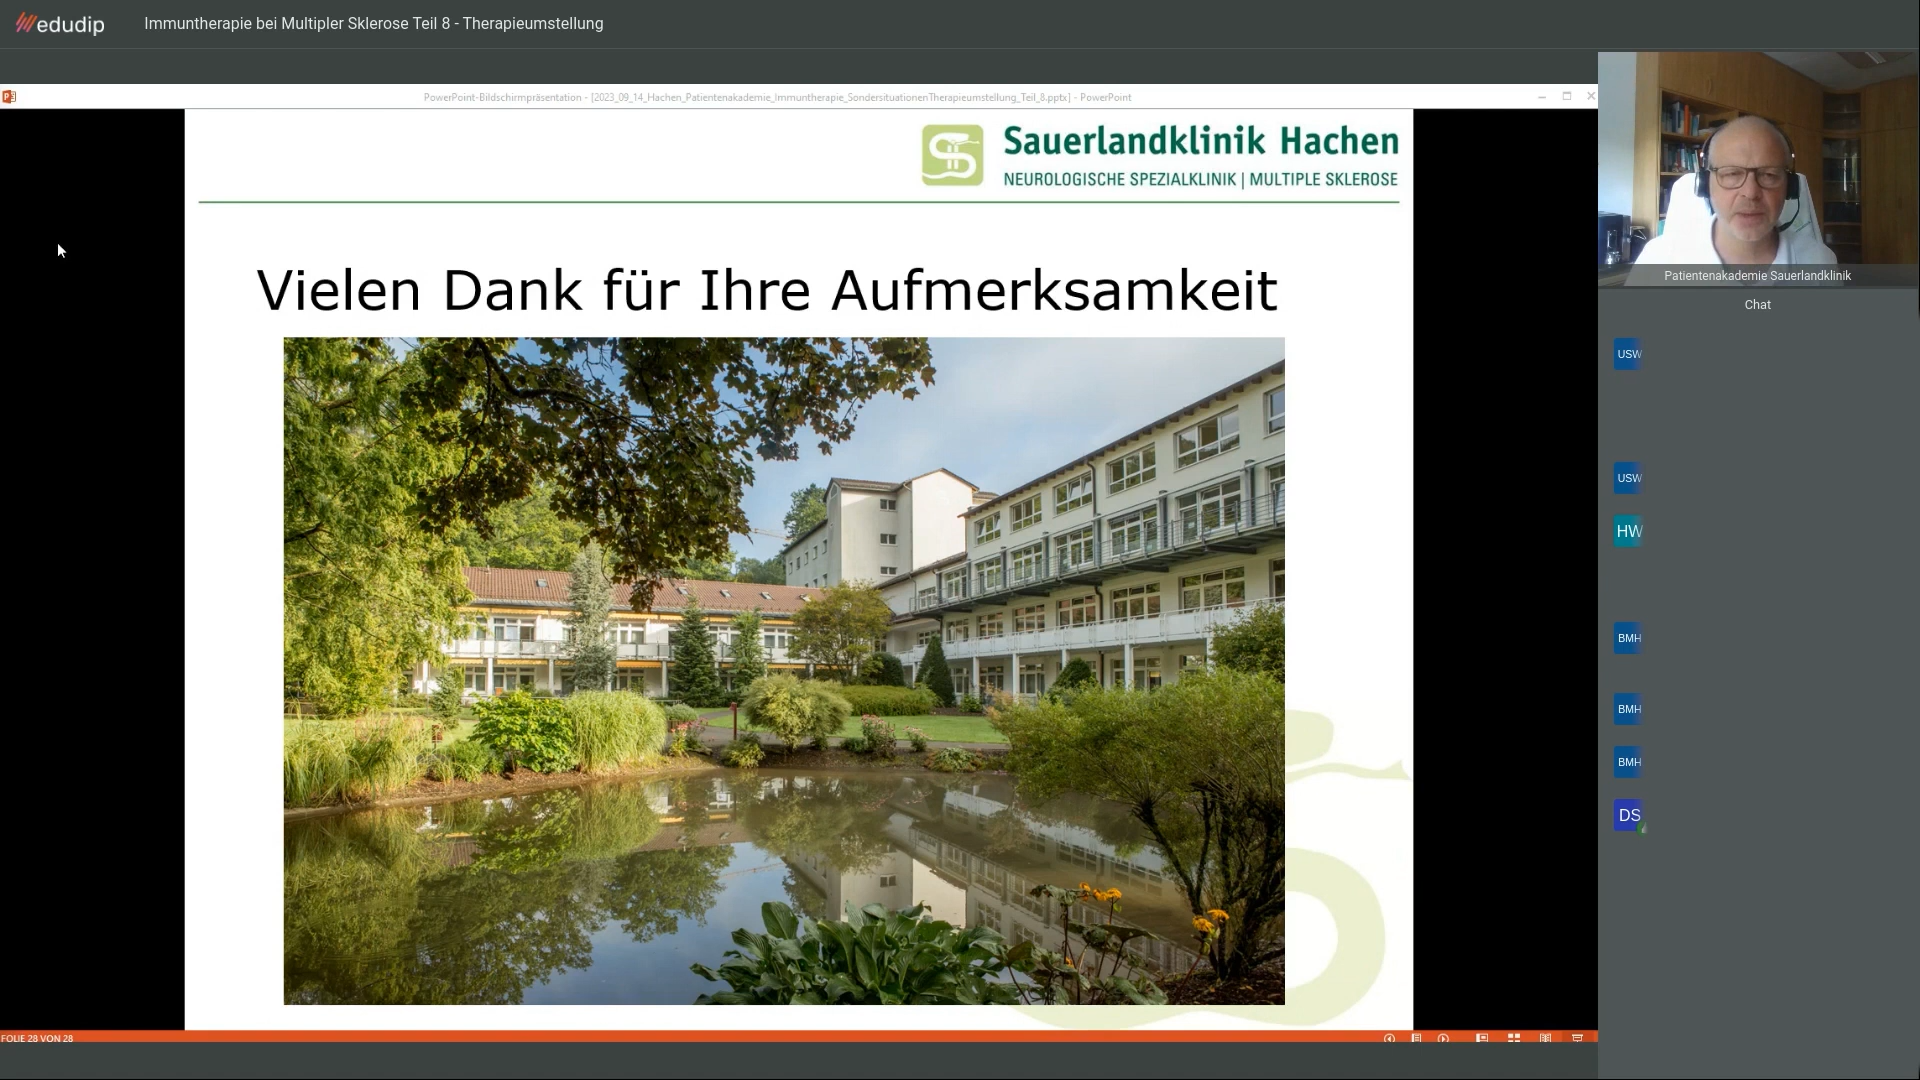 edudip
Immuntherapie bei Multipler Sklerose Teil 8 - Therapieumstellung
PowerPoint-Bildschirmpräsentation - [2023_09_14_Hachen_Patientenakademie_Immuntherapie_SondersituationenTherapieumstellung_Teil_8.pptx] - PowerPoint
Sauerlandklinik Hachen
NEUROLOGISCHE SPEZIALKLINIK | MULTIPLE SKLEROSE
Vielen Dank für Ihre Aufmerksamkeit
FOLIE 28 VON 28
Patientenakademie Sauerlandklinik
Chat
USW
USW
HW
BMH
BMH
BMH
DS